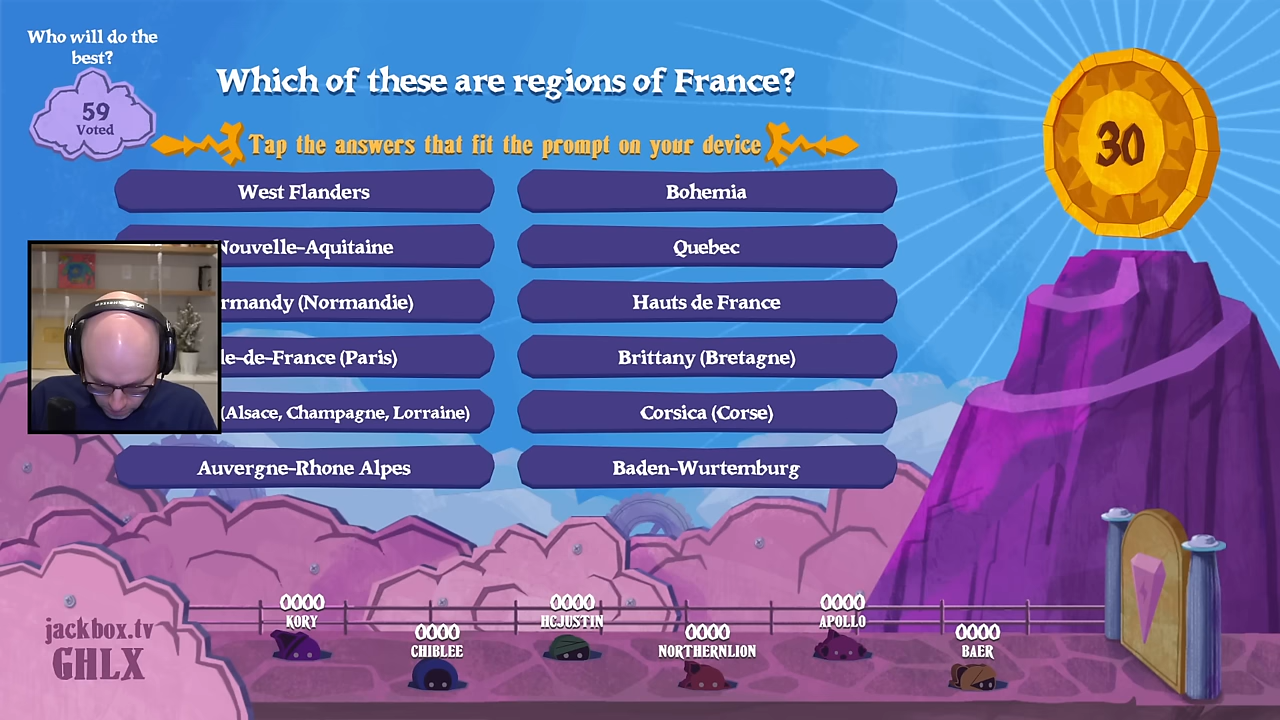 Who will do the
best?
59
Voted
Which of these are regions of France?
Tap the answers that fit the prompt on your device
30
West Flanders
Bohemia
Nouvelle-Aquitaine
Quebec
rmandy (Normandie)
Hauts de France
le-de-France (Paris)
Brittany (Bretagne)
(Alsace, Champagne, Lorraine)
Corsica (Corse)
Auvergne-Rhone Alpes
Baden-Wurtemburg
jackbox.tv
GHLX
0000
KORY
0000
CHIBLEE
0000
HCJUSTIN
0000
NORTHERNLION
0000
APOLLO
0000
BAER